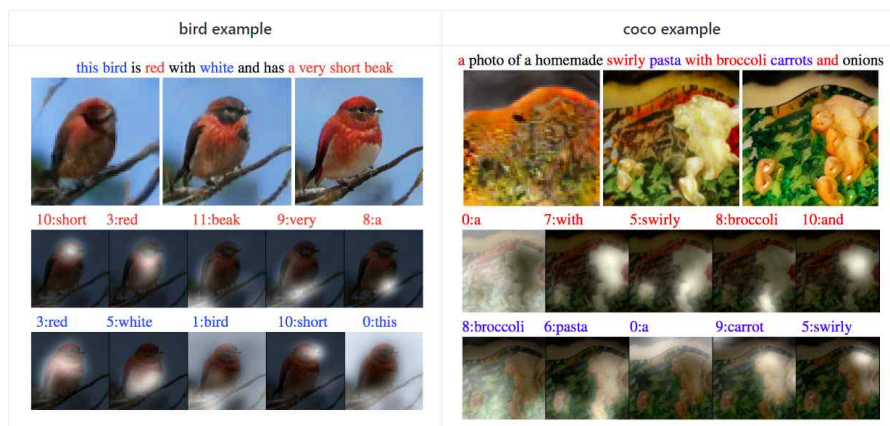 bird example
coco example
this bird is red with white and has a very short beak
a photo of a homemade swirly pasta with broccoli carrots and onions
10:short 3:red 11:beak 9:very 8:a
0:a 7:with 5:swirly 8:broccoli 10:and
3:red 5:white 1:bird 10:short 0:this
8:broccoli 6:pasta 0:a 9:carrot 5:swirly